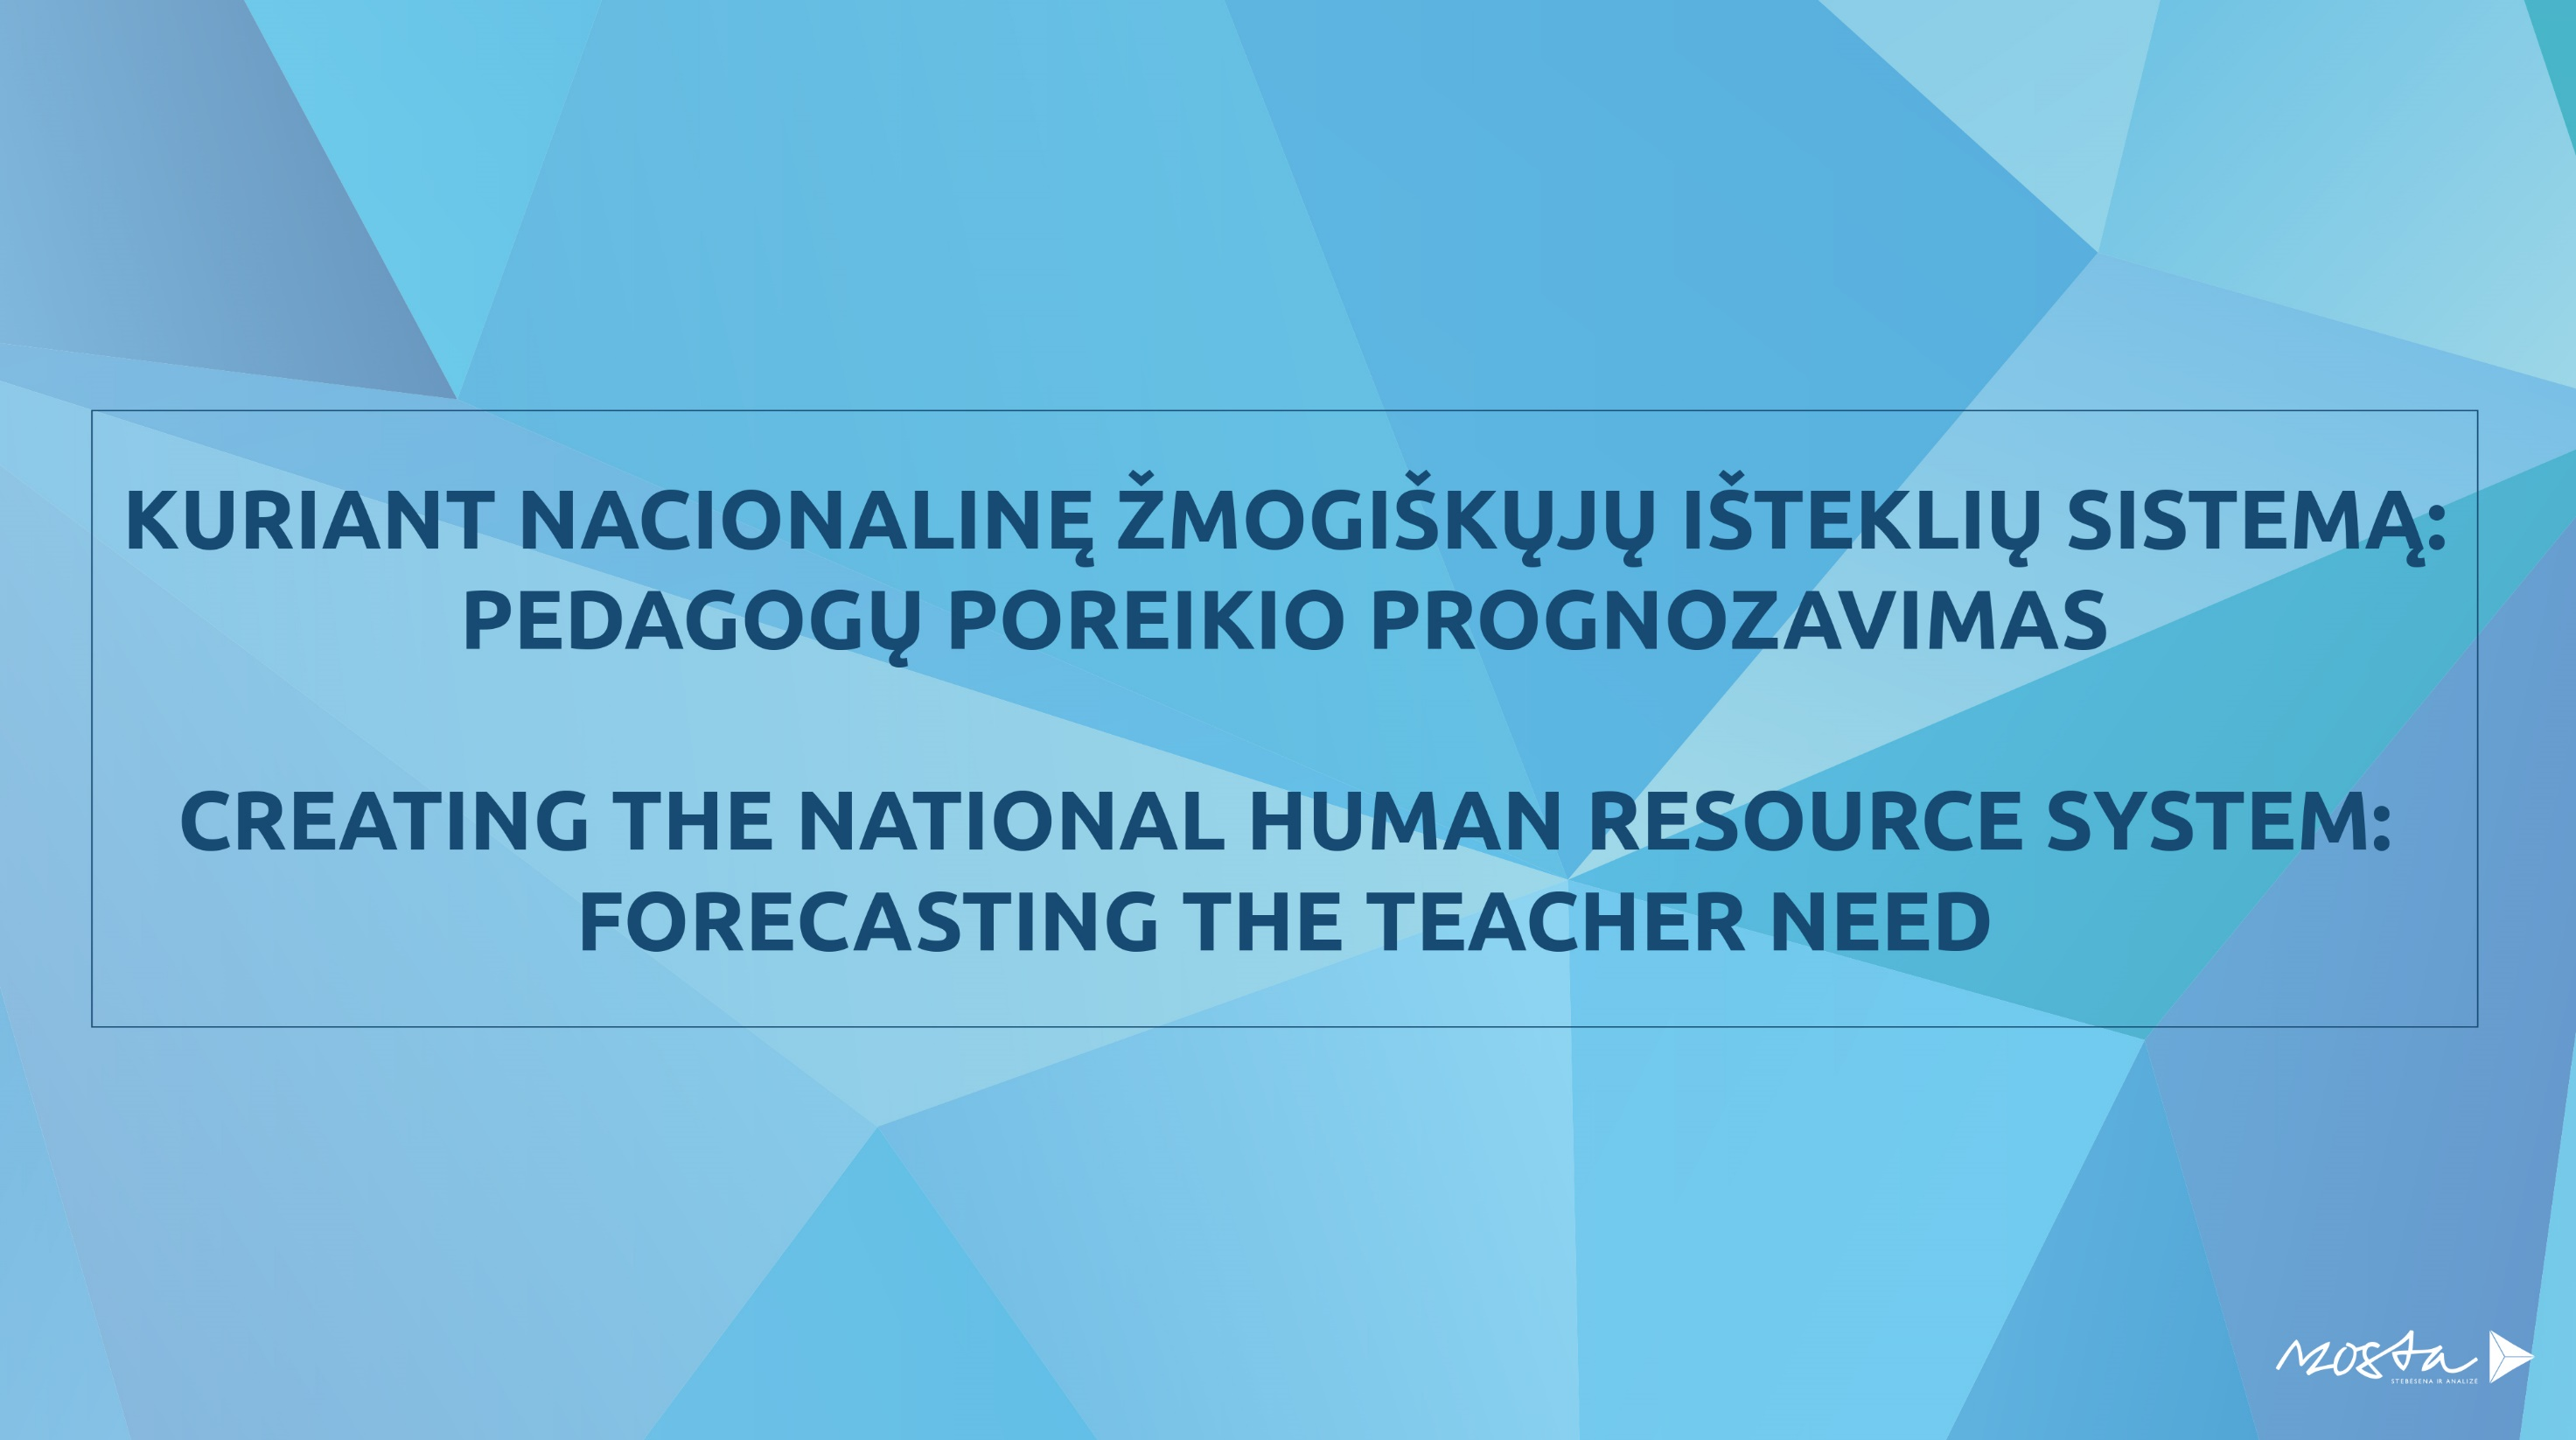 KURIANT NACIONALINĘ ŽMOGIŠKŲJŲ IŠTEKLIŲ SISTEMĄ:
PEDAGOGŲ POREIKIO PROGNOZAVIMAS
CREATING THE NATIONAL HUMAN RESOURCE SYSTEM:
FORECASTING THE TEACHER NEED
mosta
STEBĖSENA IR ANALIZĖ